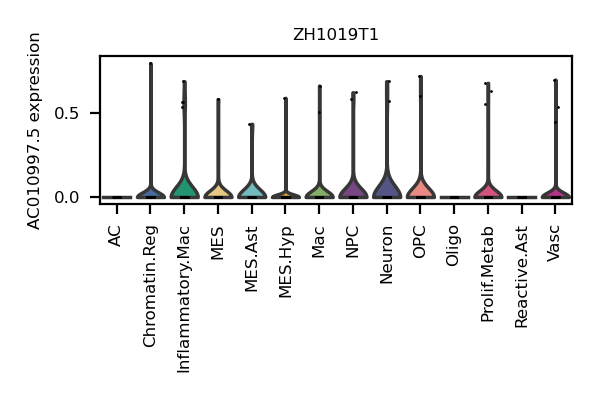 ZH1019T1
AC010997.5 expression
0.5
0.0
AC
Chromatin.Reg
Inflammatory.Mac
MES
MES.Ast
MES.Hyp
Mac
NPC
Neuron
OPC
Oligo
Prolif.Metab
Reactive.Ast
Vasc